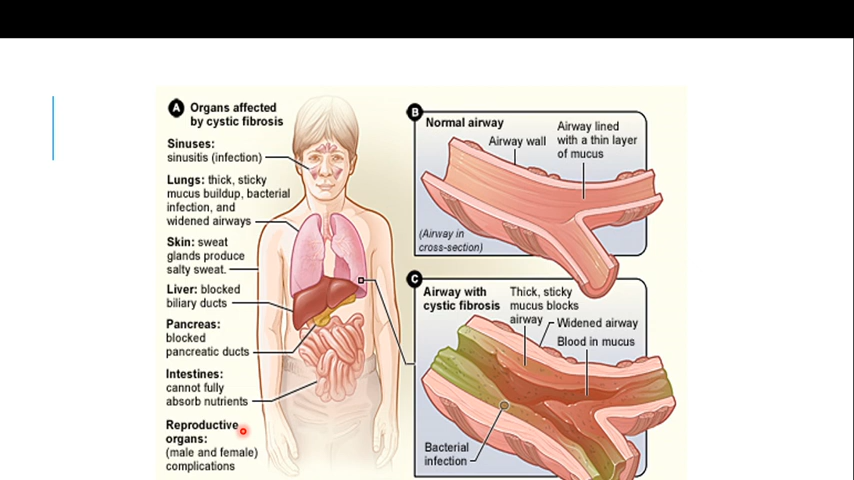 A Organs affected
by cystic fibrosis
Sinuses:
sinusitis (infection)
Lungs: thick, sticky
mucus buildup, bacterial
infection, and
widened airways
Skin: sweat
glands produce
salty sweat.
Liver: blocked
biliary ducts
Pancreas:
blocked
pancreatic ducts
Intestines:
cannot fully
absorb nutrients
Reproductive
organs:
(male and female)
complications
B
Normal airway
Airway wall
Airway lined
with a thin layer
of mucus
(Airway in
cross-section)
C
Airway with
cystic fibrosis
Thick, sticky
mucus blocks
airway
Widened airway
Blood in mucus
Bacterial
infection